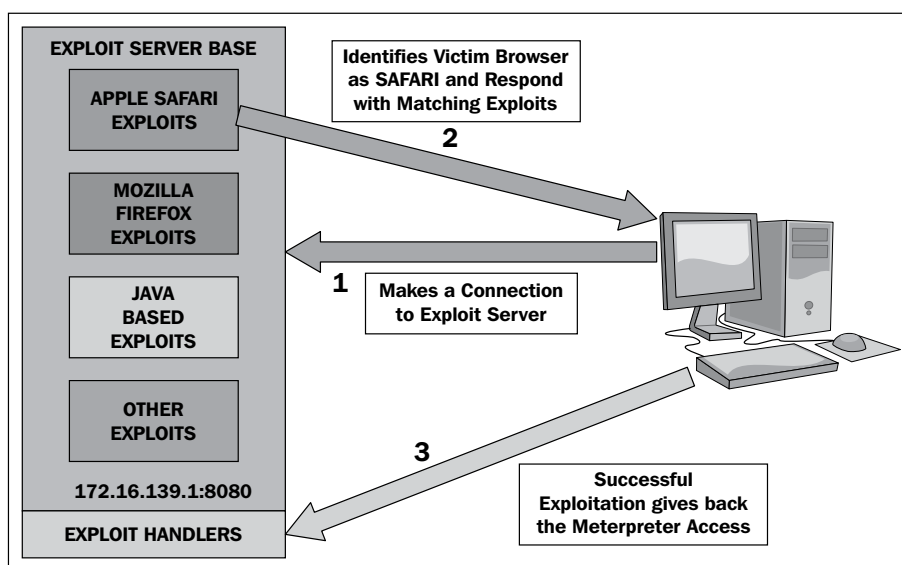 EXPLOIT SERVER BASE
APPLE SAFARI
EXPLOITS
MOZILLA
FIREFOX
EXPLOITS
JAVA
BASED
EXPLOITS
OTHER
EXPLOITS
172.16.139.1:8080
EXPLOIT HANDLERS
Identifies Victim Browser
as SAFARI and Respond
with Matching Exploits
2
1
Makes a Connection
to Exploit Server
3
Successful
Exploitation gives back
the Meterpreter Access